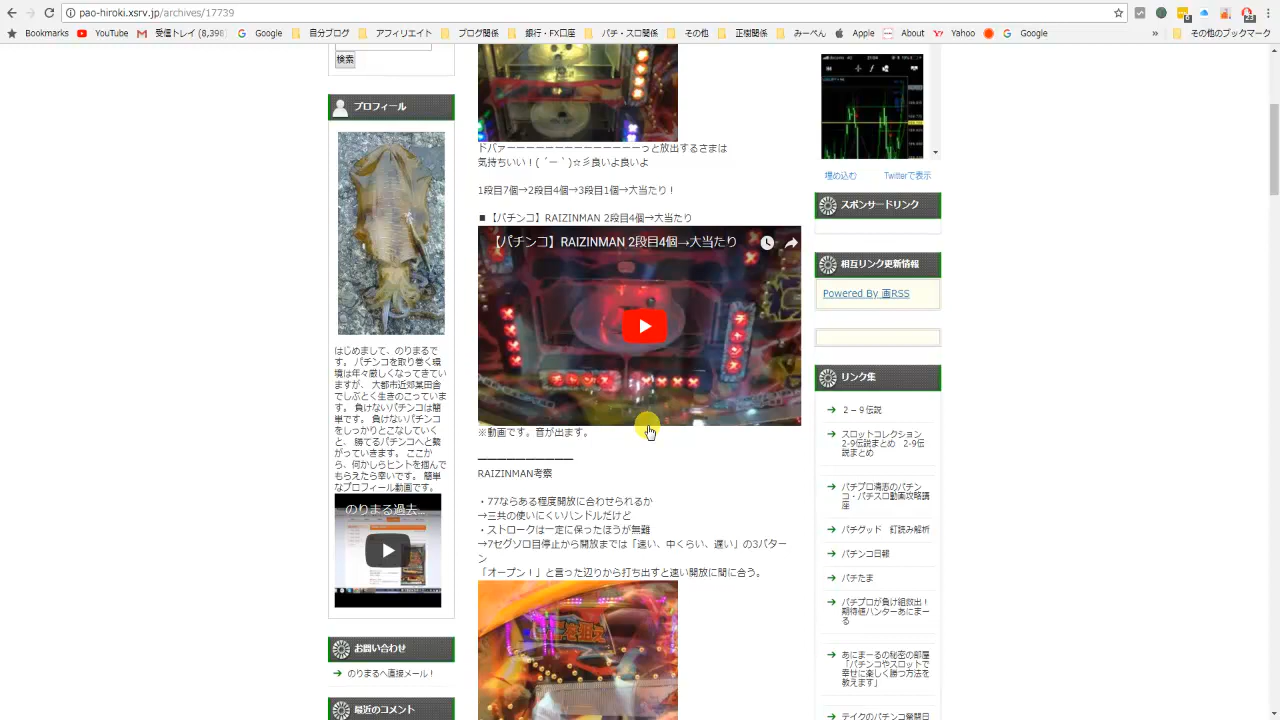 pao-hiroki.xsrv.jp/archives/17739
Bookmarks
YouTube
受信トレイ (8,398)
Google
自分ブログ
アフィリエイト
ブログ関係
銀行・FX口座
パチ・スロ関係
その他
正樹関係
みーぺん
Apple
About
Yahoo
Google
»
その他のブックマーク
検索
プロフィール
はじめまして、のりまるで
す。 パチンコを取り巻く環
境は年々厳しくなってきてい
ますが、 大都市近郊某田舎
でしぶとく生きのこっていま
す。 負けないパチンコは簡
単です。 負けないパチンコ
をしっかりとこなしていく
と、 勝てるパチンコへと繋
がっていきます。 ここか
ら、何かしらヒントを掴んで
もらえたら幸いです。 簡単
なプロフィール動画です。
のりまる過去...
お問い合わせ
→ のりまるへ直接メール！
最近のコメント
ドバァーーーーーーーーーーーーーーっと放出するさまは
気持ちいい！( ´ー｀)☆彡良いよ良いよ
1段目7個→2段目4個→3段目1個→大当たり！
■【パチンコ】RAIZINMAN 2段目4個→大当たり
【パチンコ】RAIZINMAN 2段目4個→大当たり
※動画です。音が出ます。
━━━━━━━━━━
RAIZINMAN考察
・77ならある程度開放に合わせられるか
→三共の使いにくいハンドルだけど
・ストロークは一定に保ったほうが無難
→7セグソロ目停止から開放までは「速い、中くらい、遅い」の3パター
ン
「オープン！」と言った辺りから打ち出すと速い開放に間に合う。
埋め込む
Twitterで表示
スポンサードリンク
相互リンク更新情報
Powered By 画RSS
リンク集
→ ２－９伝説
→ スロットコレクション
2-9伝説まとめ 2.9伝
説まとめ
→ パチプロ清志のパチン
コ・パチスロ動画攻略講
座
→ パチグッド 釘読み解析
→ パチンコ日報
→ パチたま
→ パチプロが負け組救出！
期待値ハンターあにまー
る
→ あにまーるの秘密の部屋
「パチンコやスロットで
幸せに楽しく勝つ方法を
教えます」
→ テイクのパチンコ奮闘日